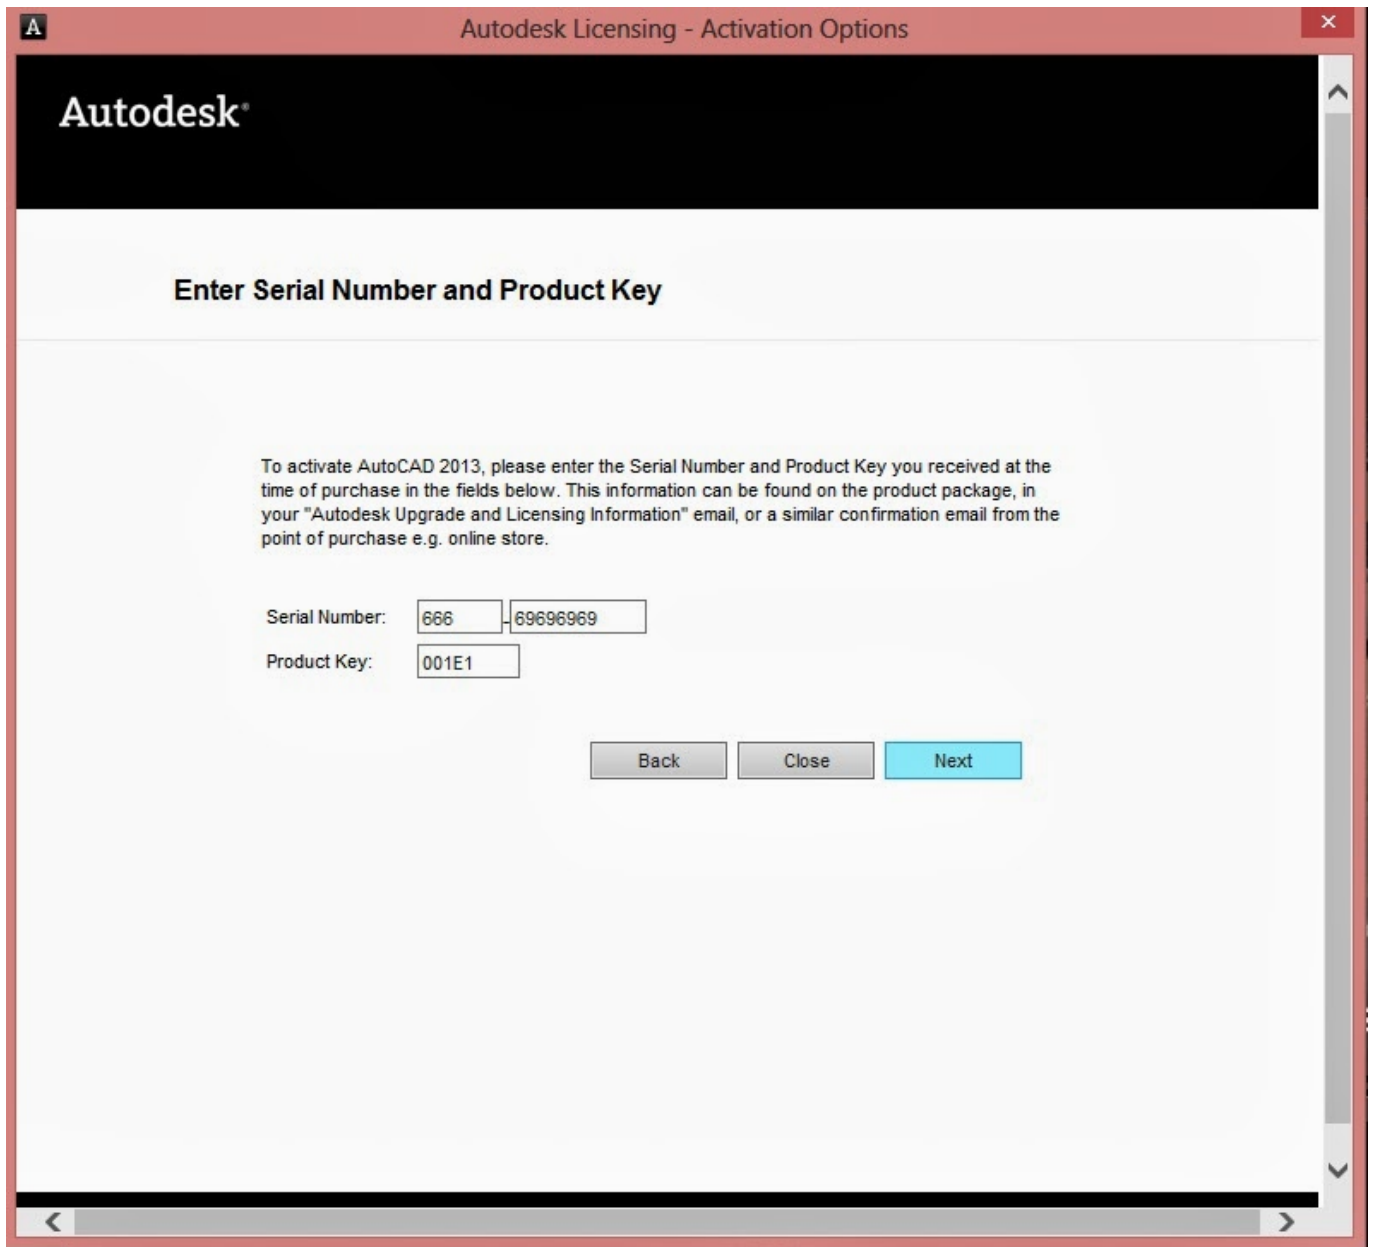 A
Autodesk Licensing - Activation Options
Autodesk®
Enter Serial Number and Product Key
To activate AutoCAD 2013, please enter the Serial Number and Product Key you received at the
time of purchase in the fields below. This information can be found on the product package, in
your "Autodesk Upgrade and Licensing Information" email, or a similar confirmation email from the
point of purchase e.g. online store.
Serial Number: 666 - 69696969
Product Key: 001E1
Back Close Next